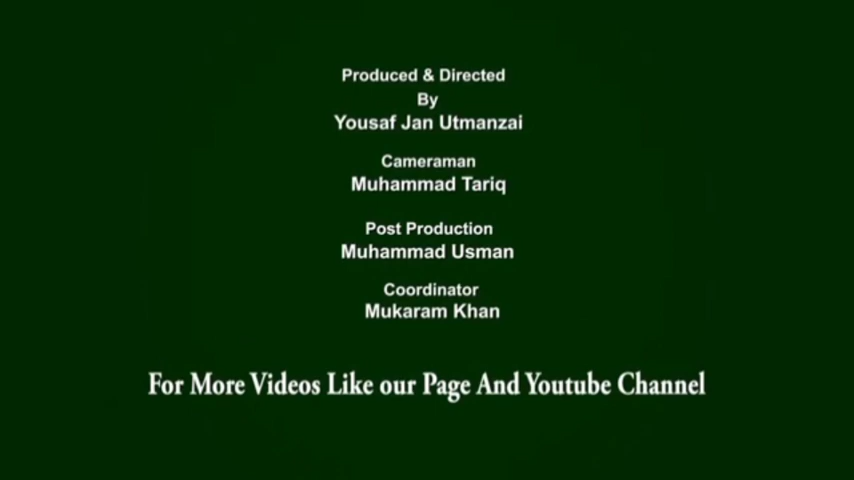 Produced & Directed
By
Yousaf Jan Utmanzai
Cameraman
Muhammad Tariq
Post Production
Muhammad Usman
Coordinator
Mukaram Khan
For More Videos Like our Page And Youtube Channel